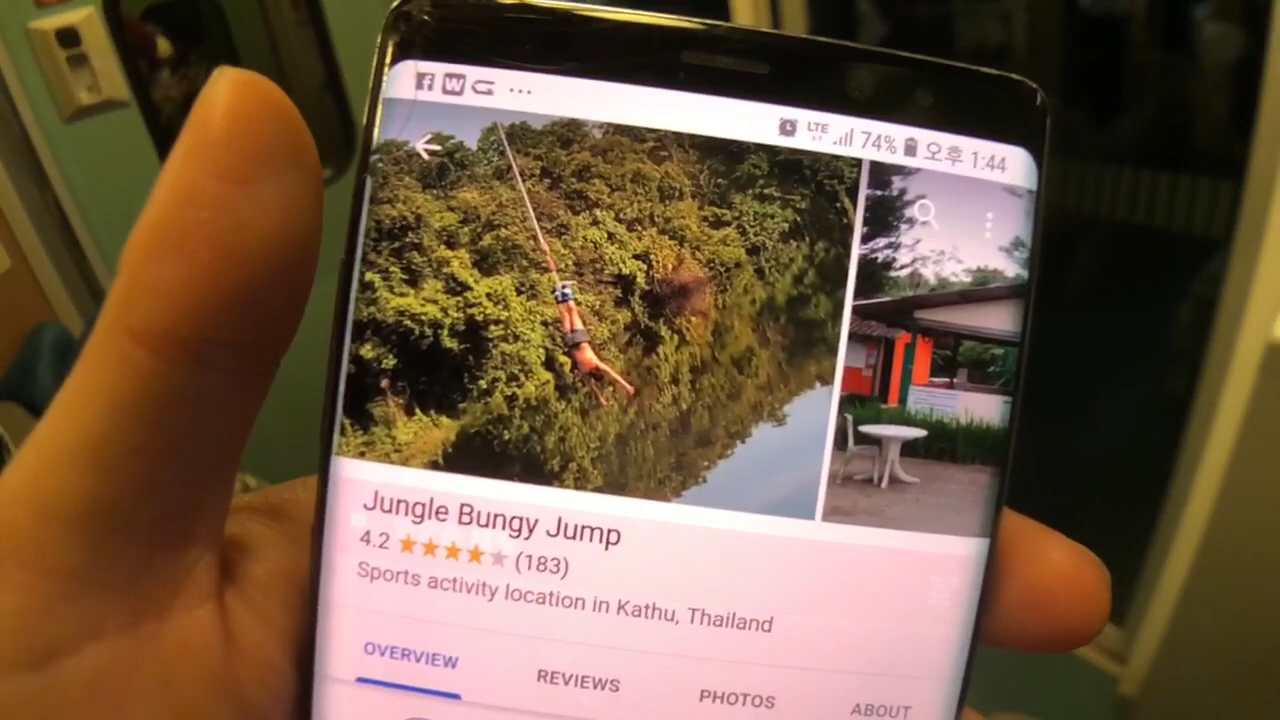 f W G ...
LTE 74% 오후 1:44
Jungle Bungy Jump
4.2 (183)
Sports activity location in Kathu, Thailand
OVERVIEW REVIEWS PHOTOS ABOUT